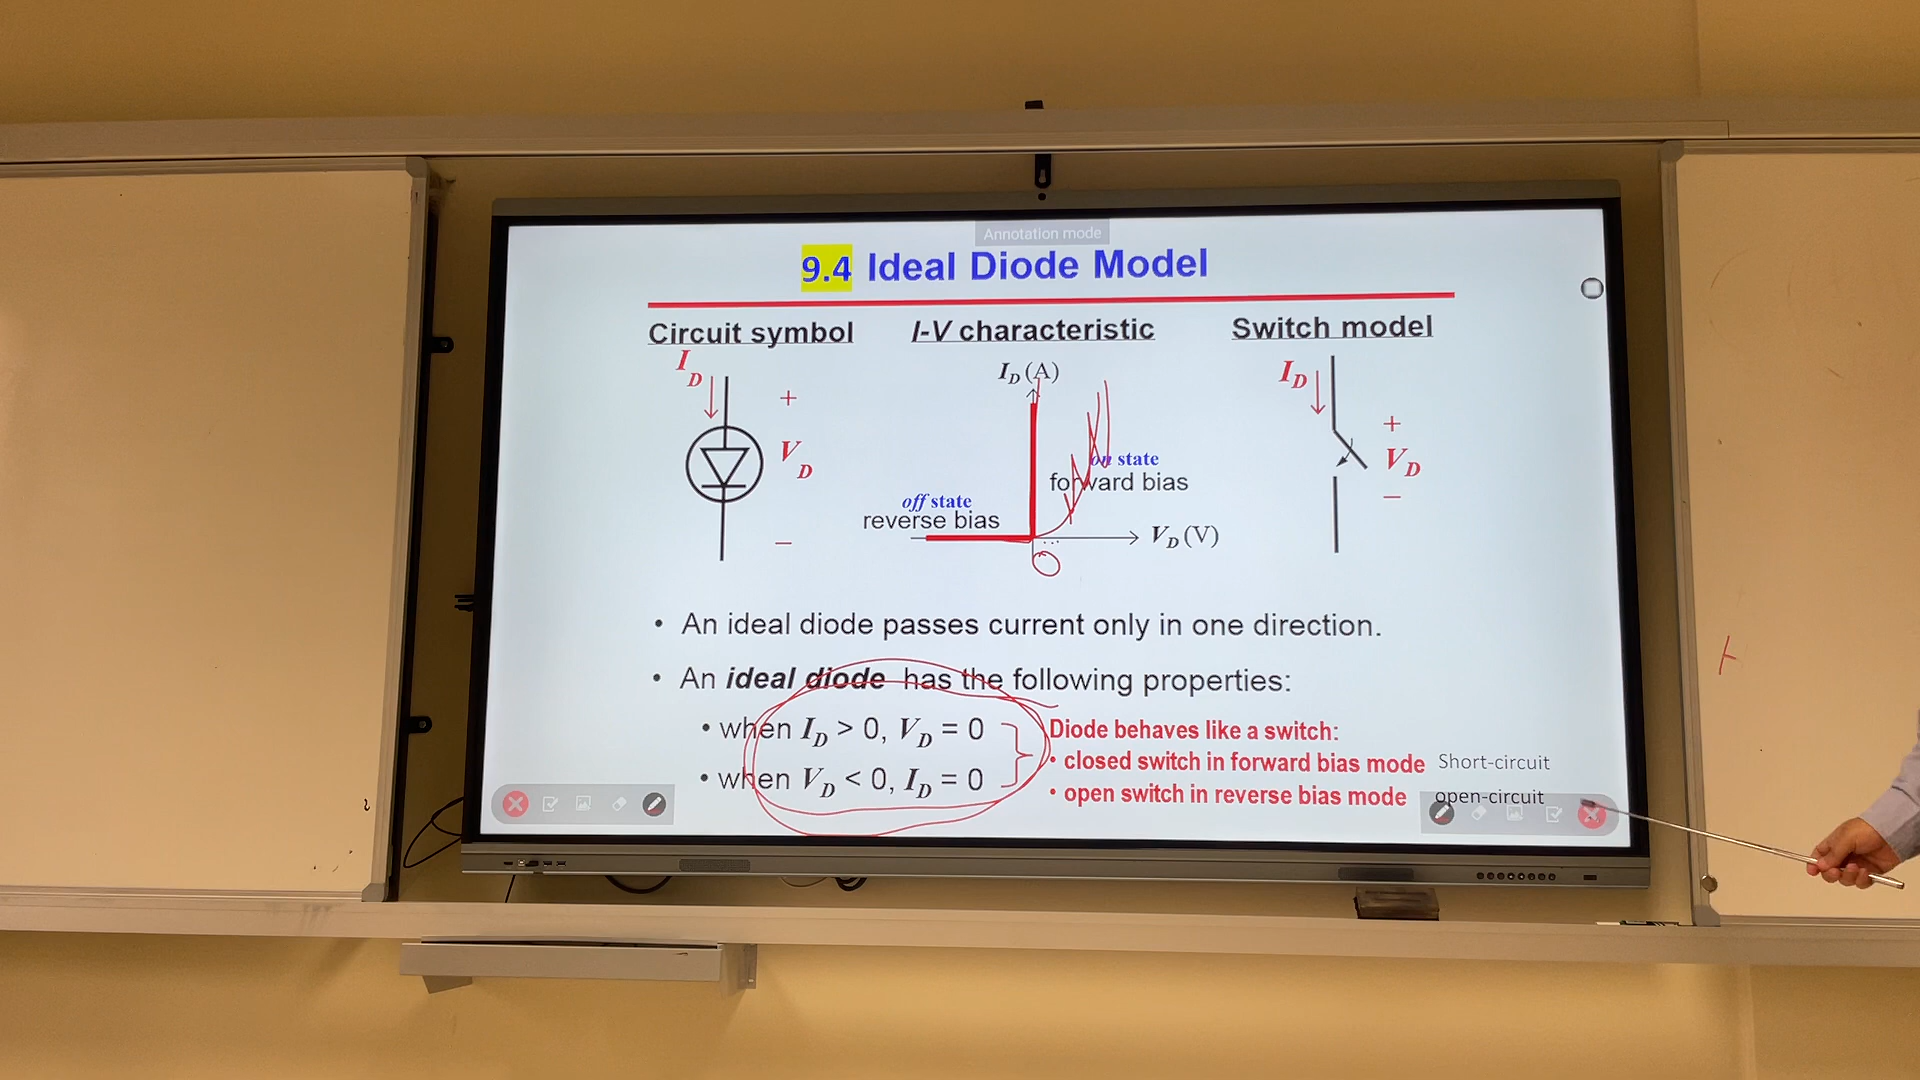 Annotation mode
9.4 Ideal Diode Model
Circuit symbol
I-V characteristic
Switch model
I_D
+
V_D
−
I_D (A)
on state
forward bias
off state
reverse bias
V_D (V)
I_D
+
V_D
−
• An ideal diode passes current only in one direction.
• An ideal diode has the following properties:
• when I_D > 0, V_D = 0
• when V_D < 0, I_D = 0
Diode behaves like a switch:
• closed switch in forward bias mode Short-circuit
• open switch in reverse bias mode open-circuit